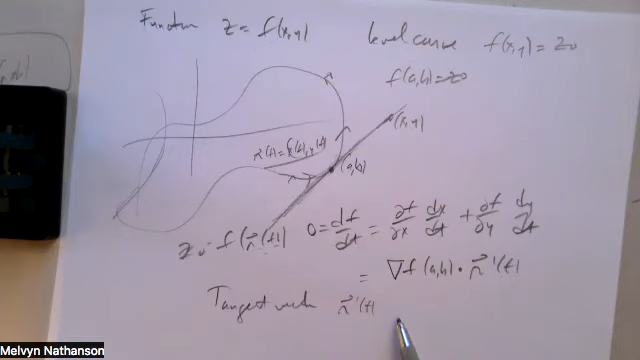 Function z = f(x,y) level curve f(x,y) = z₀
f(a,b) = z₀
(x,y)
r⃗(t) = (x(t), y(t))
(a,b)
z₀ = f(r⃗(t)) 0 = df/dt = ∂f/∂x dx/dt + ∂f/∂y dy/dt
= ∇f(a,b) · r⃗'(t)
Tangent vector r⃗'(t)
Melvyn Nathanson